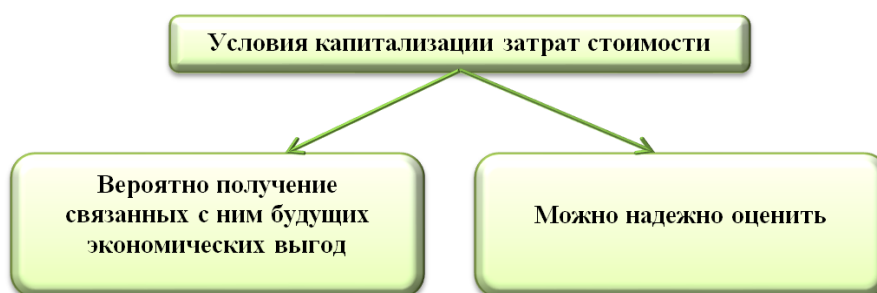 Условия капитализации затрат стоимости
Вероятно получение
связанных с ним будущих
экономических выгод
Можно надежно оценить